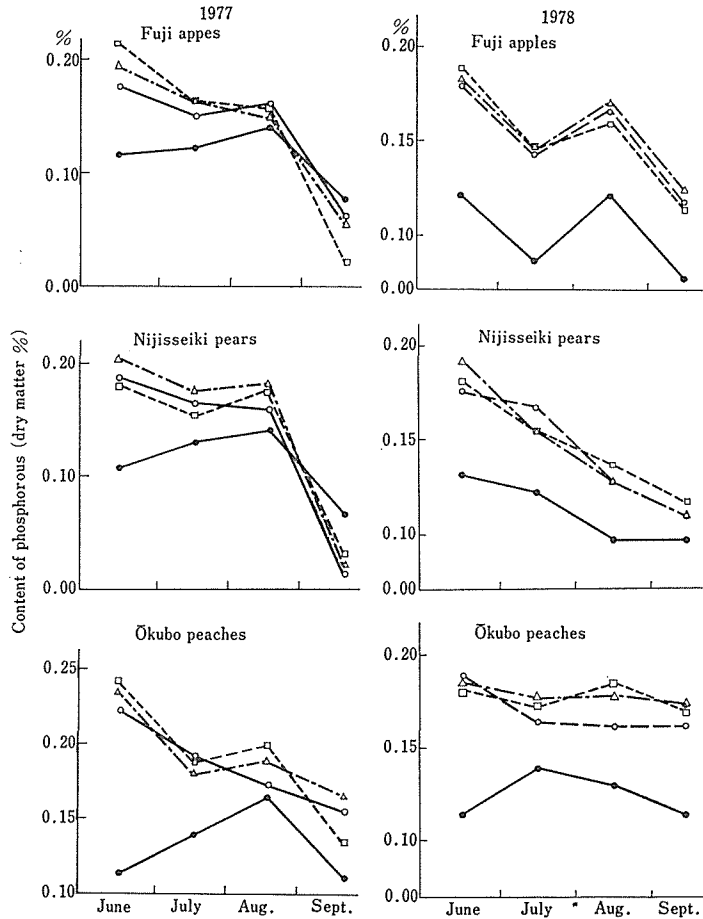 1977
Fuji appes
%
0.20
0.10
0.00
1978
Fuji apples
0.20
0.15
0.10
0.00
Nijisseiki pears
0.20
0.10
0.00
Nijisseiki pears
0.20
0.15
0.10
0.00
Content of phosphorous (dry matter %)
Ōkubo peaches
0.25
0.20
0.15
0.10
June July Aug. Sept.
Ōkubo peaches
0.20
0.15
0.10
0.00
June July Aug. Sept.